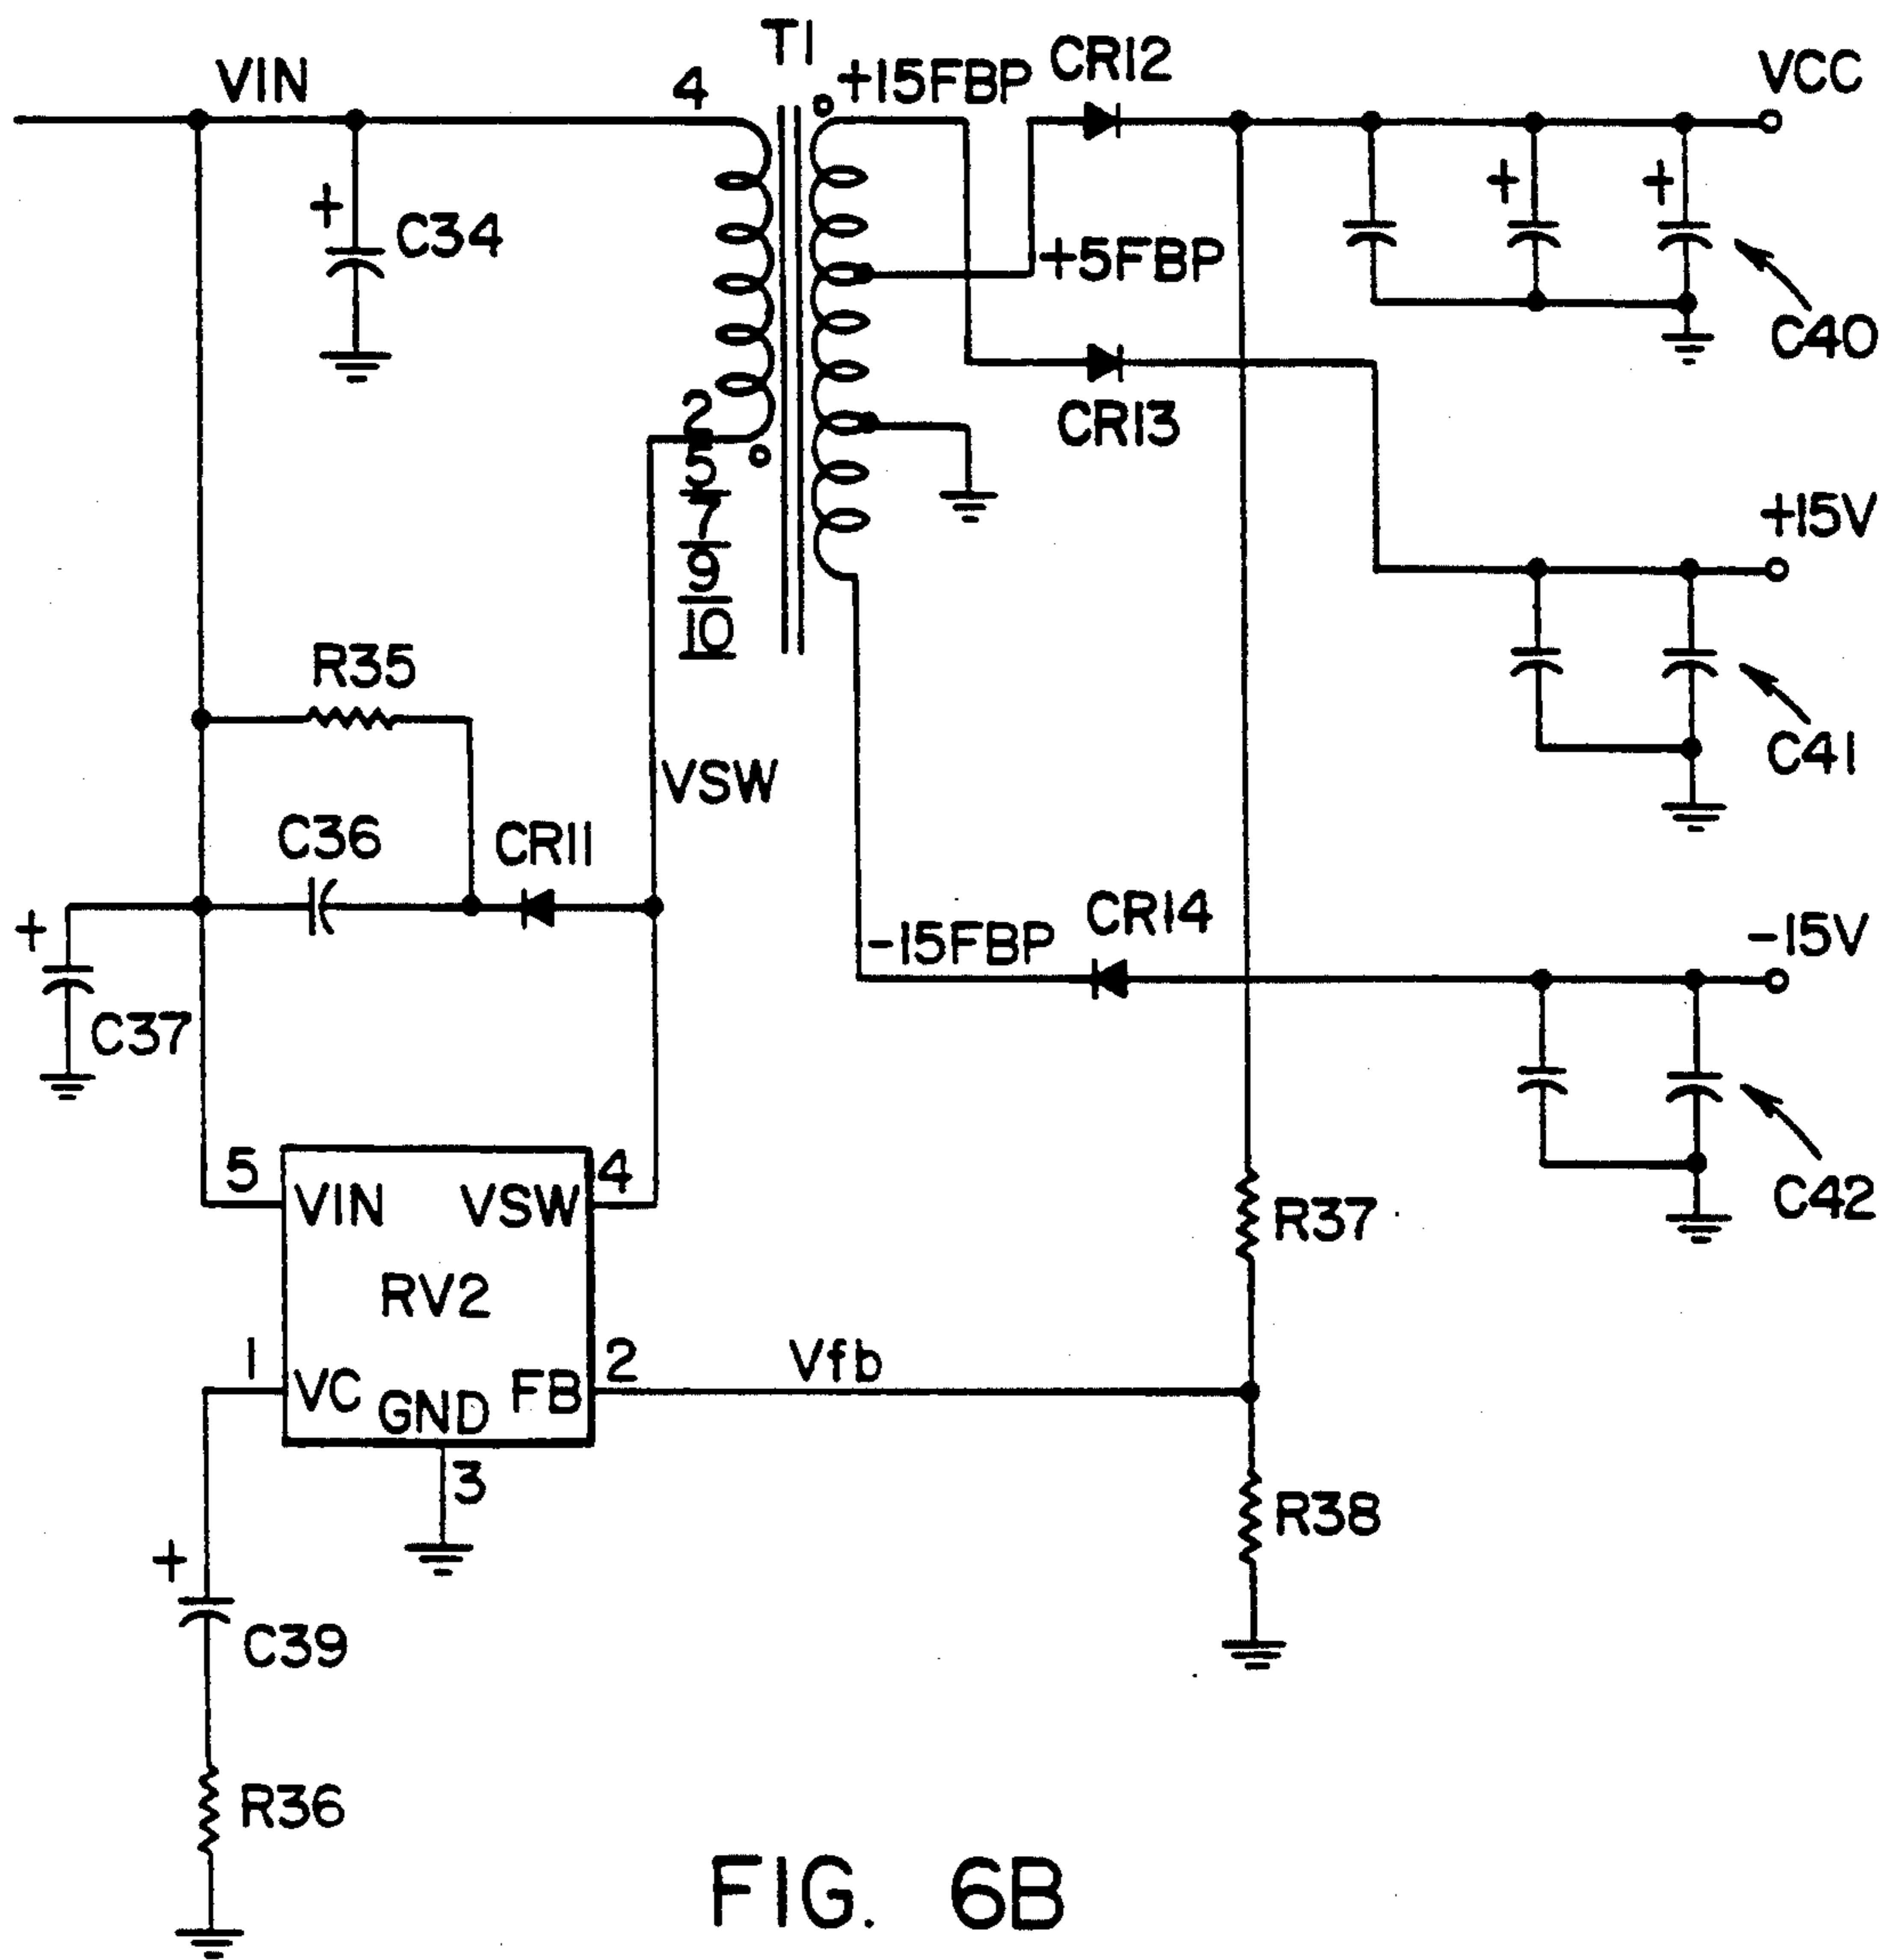 T1
VIN
4
+15FBP
CR12
VCC
+
C34
+5FBP
+
+
C40
2
5
7
9
10
CR13
+15V
R35
C41
VSW
C36
CR11
+
C37
-15FBP
CR14
-15V
C42
5
VIN
VSW
4
R37
RV2
1
VC
GND
FB
2
Vfb
3
R38
+
C39
R36
FIG. 6B